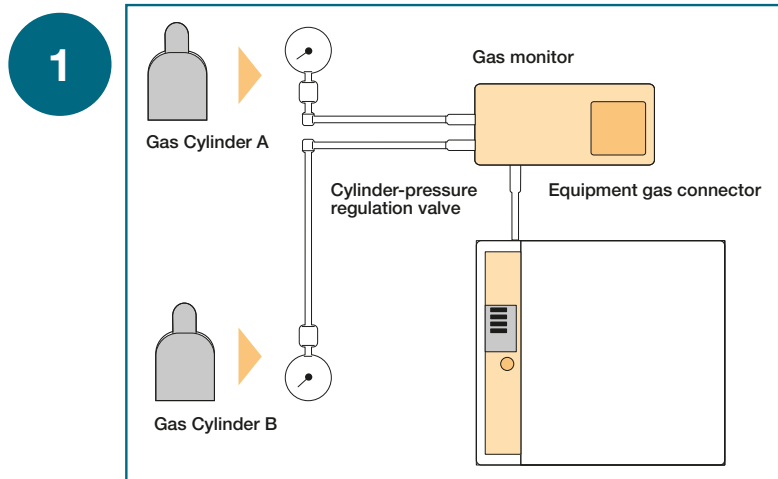 1
Gas monitor
Gas Cylinder A
Cylinder-pressure
regulation valve
Equipment gas connector
Gas Cylinder B